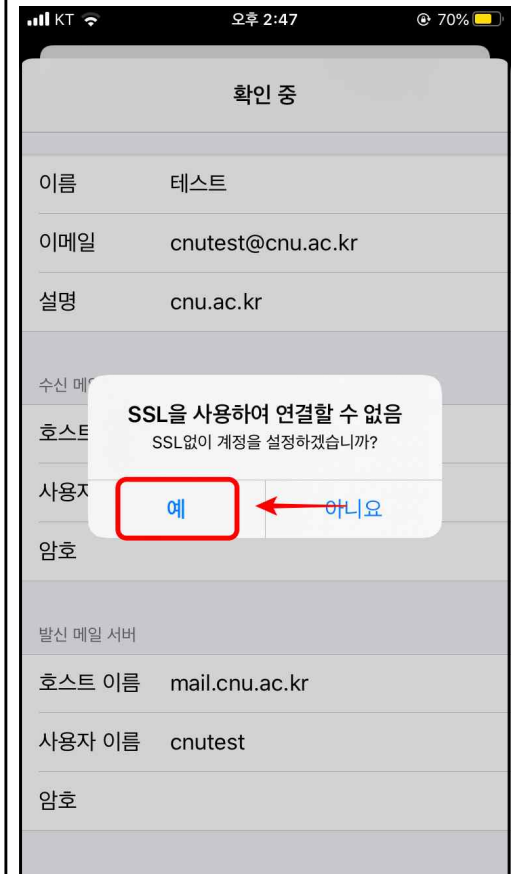 KT 오후 2:47 70%
확인 중
이름 테스트
이메일 cnutest@cnu.ac.kr
설명 cnu.ac.kr
수신 메
SSL을 사용하여 연결할 수 없음
호스트
SSL없이 계정을 설정하겠습니까?
사용자
예 아니요
암호
발신 메일 서버
호스트 이름 mail.cnu.ac.kr
사용자 이름 cnutest
암호